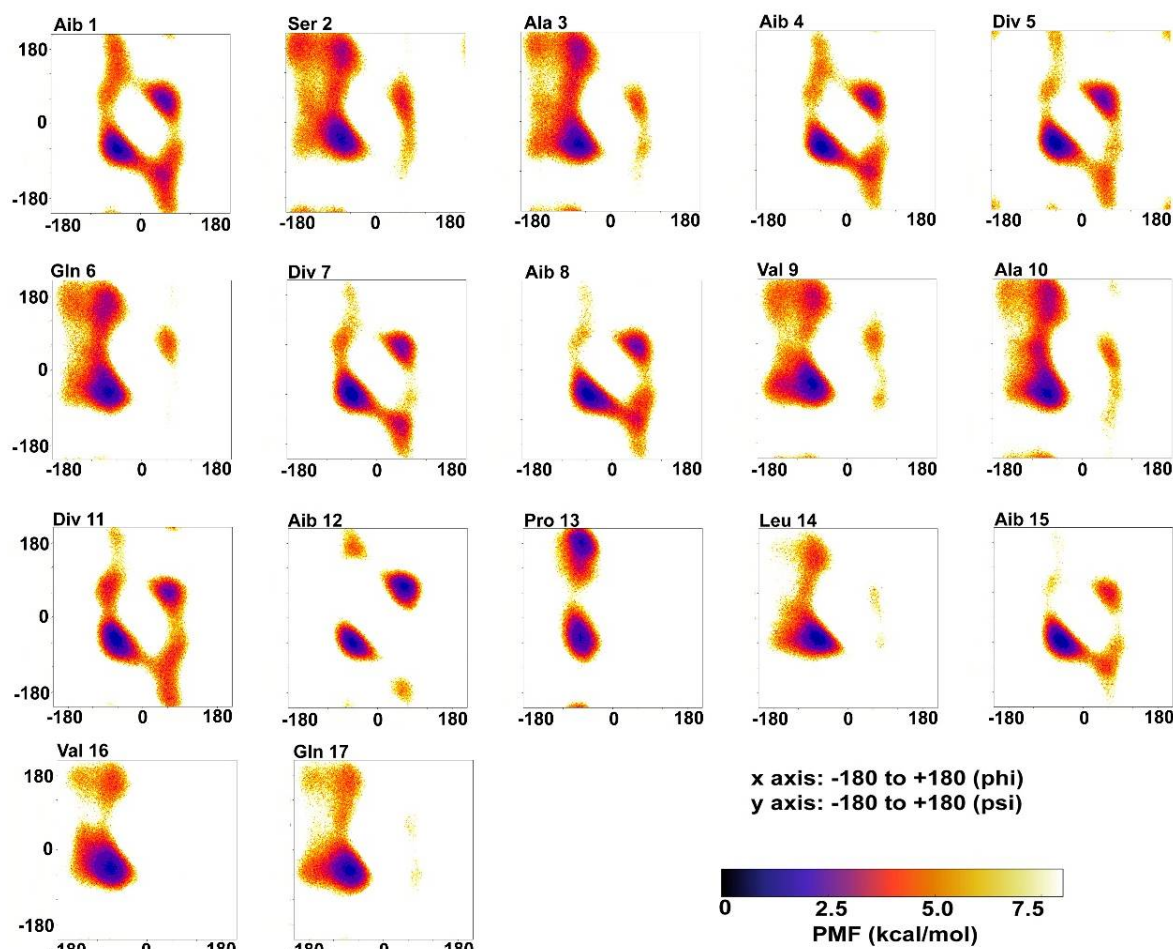 Aib 1
Ser 2
Ala 3
Aib 4
Div 5
180
0
-180
-180 0 180
-180 0 180
-180 0 180
-180 0 180
-180 0 180
Gln 6
Div 7
Aib 8
Val 9
Ala 10
180
0
-180
-180 0 180
-180 0 180
-180 0 180
-180 0 180
-180 0 180
Div 11
Aib 12
Pro 13
Leu 14
Aib 15
180
0
-180
-180 0 180
-180 0 180
-180 0 180
-180 0 180
-180 0 180
Val 16
Gln 17
180
0
-180
x axis: -180 to +180 (phi)
y axis: -180 to +180 (psi)
0 2.5 5.0 7.5
PMF (kcal/mol)